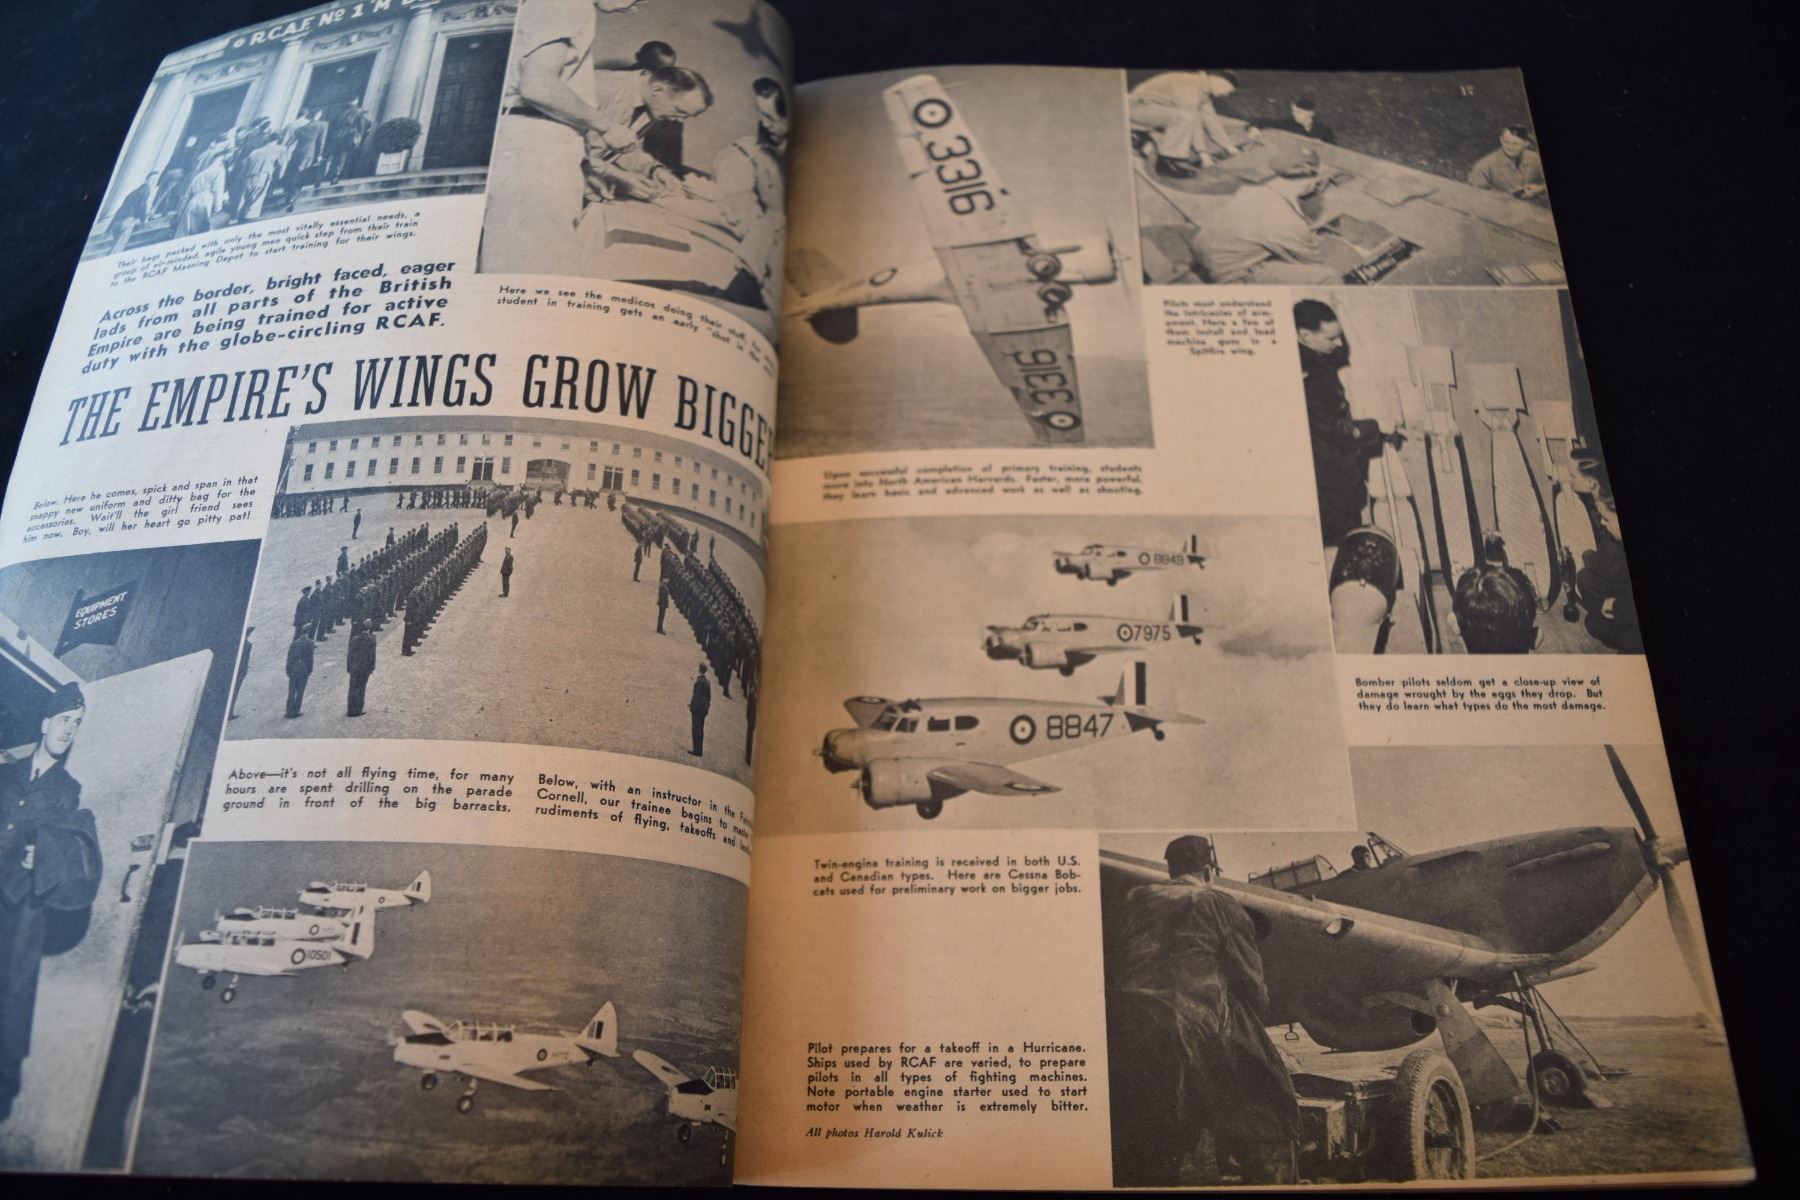 R.C.A.F. Nº 1 "M"
Their bags packed with only the most vitally essential needs, a
group of air-minded, agile young men quick step from their train
to the RCAF Manning Depot to start training for their wings.
Across the border, bright faced, eager
lads from all parts of the British
Empire are being trained for active
duty with the globe-circling RCAF.
Here we see the medicos doing their stuff, for
student in training gets an early "shot in the
THE EMPIRE'S WINGS GROW BIGGER
Below. Here he comes, spick and span in that
snappy new uniform and ditty bag for the
accessories. Wait'll the girl friend sees
him now. Boy, will her heart go pitty pat!
EQUIPMENT
STORES
Above—it's not all flying time, for many
hours are spent drilling on the parade
ground in front of the big barracks.
Below, with an instructor in the
Cornell, our trainee begins to
rudiments of flying, takeoffs and
10501
17
3316
3316
Pilots must understand
the intricacies of arm-
ament. Here a few of
them install and load
machine guns in a
Spitfire wing.
Upon successful completion of primary training, students
move into North American Harvards. Faster, more powerful,
they learn basic and advanced work as well as shooting.
8849
7975
8847
Bomber pilots seldom get a close-up view of
damage wrought by the eggs they drop. But
they do learn what types do the most damage.
Twin-engine training is received in both U.S.
and Canadian types. Here are Cessna Bob-
cats used for preliminary work on bigger jobs.
Pilot prepares for a takeoff in a Hurricane.
Ships used by RCAF are varied, to prepare
pilots in all types of fighting machines.
Note portable engine starter used to start
motor when weather is extremely bitter.
All photos Harold Kulick